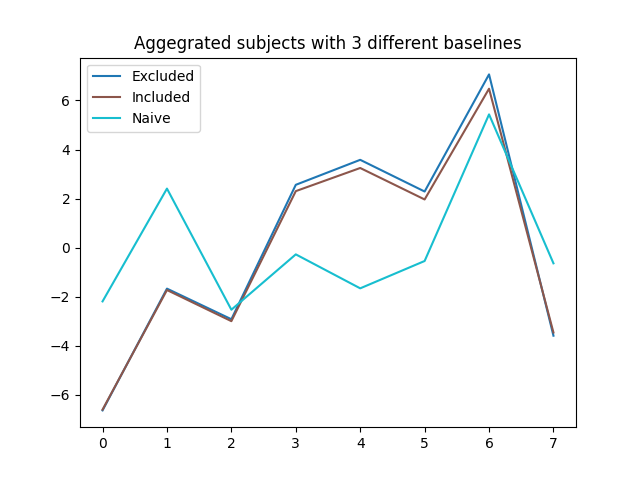 Aggegrated subjects with 3 different baselines
Excluded
Included
Naive
6
4
2
0
−2
−4
−6
0 1 2 3 4 5 6 7